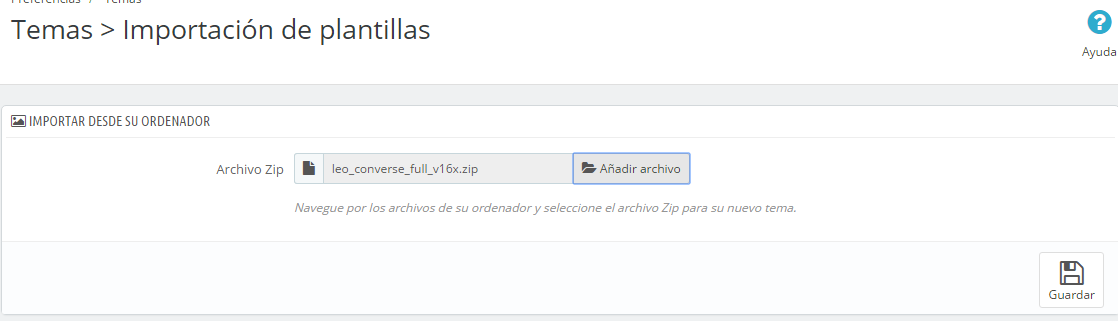 Preferencias / Temas
Temas > Importación de plantillas
Ayuda
IMPORTAR DESDE SU ORDENADOR
Archivo Zip leo_converse_full_v16x.zip Añadir archivo
Navegue por los archivos de su ordenador y seleccione el archivo Zip para su nuevo tema.
Guardar